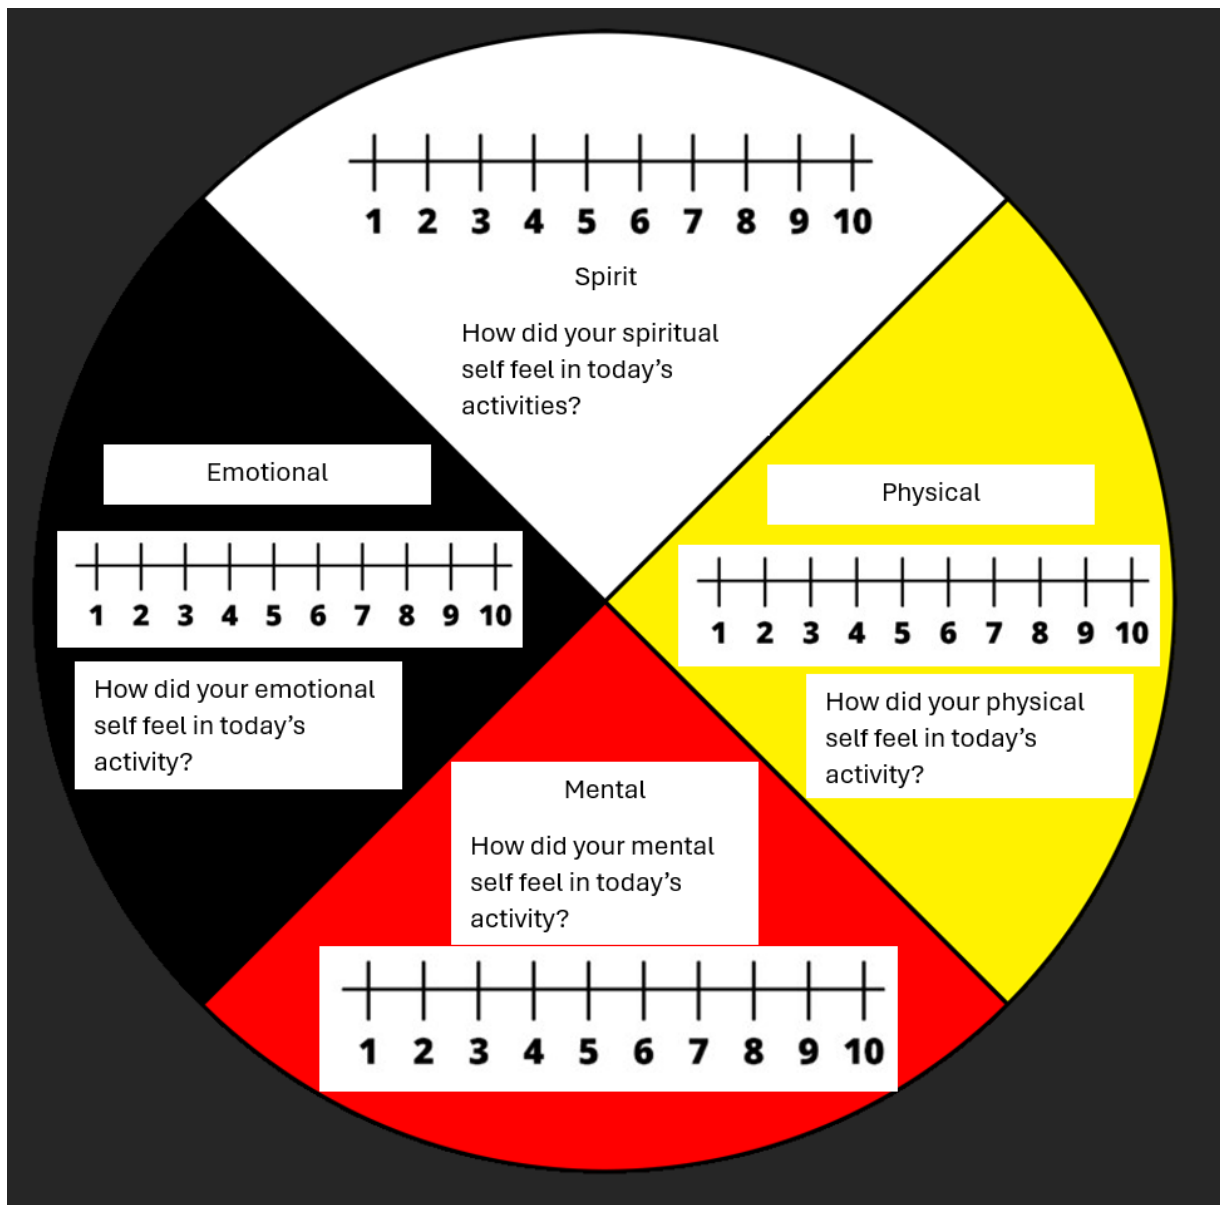 1 2 3 4 5 6 7 8 9 10
Spirit
How did your spiritual
self feel in today’s
activities?
Emotional
1 2 3 4 5 6 7 8 9 10
How did your emotional
self feel in today’s
activity?
Physical
1 2 3 4 5 6 7 8 9 10
How did your physical
self feel in today’s
activity?
Mental
How did your mental
self feel in today’s
activity?
1 2 3 4 5 6 7 8 9 10